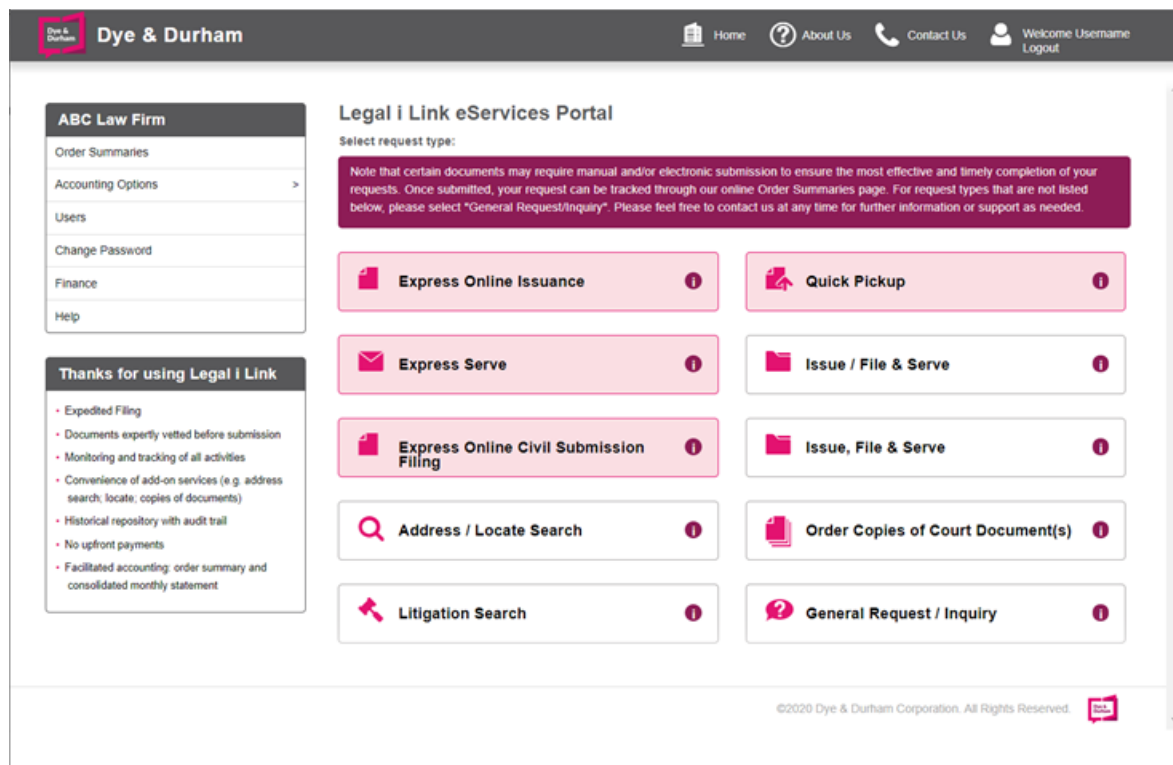 Dye & Durham
Dye & Durham
Home
About Us
Contact Us
Welcome Username
Logout
ABC Law Firm
Order Summaries
Accounting Options >
Users
Change Password
Finance
Help
Thanks for using Legal i Link
• Expedited Filing
• Documents expertly vetted before submission
• Monitoring and tracking of all activities
• Convenience of add-on services (e.g. address
search; locate; copies of documents)
• Historical repository with audit trail
• No upfront payments
• Facilitated accounting: order summary and
consolidated monthly statement
Legal i Link eServices Portal
Select request type:
Note that certain documents may require manual and/or electronic submission to ensure the most effective and timely completion of your
requests. Once submitted, your request can be tracked through our online Order Summaries page. For request types that are not listed
below, please select "General Request/Inquiry". Please feel free to contact us at any time for further information or support as needed.
Express Online Issuance
Quick Pickup
Express Serve
Issue / File & Serve
Express Online Civil Submission
Filing
Issue, File & Serve
Address / Locate Search
Order Copies of Court Document(s)
Litigation Search
General Request / Inquiry
©2020 Dye & Durham Corporation. All Rights Reserved.
Dye & Durham